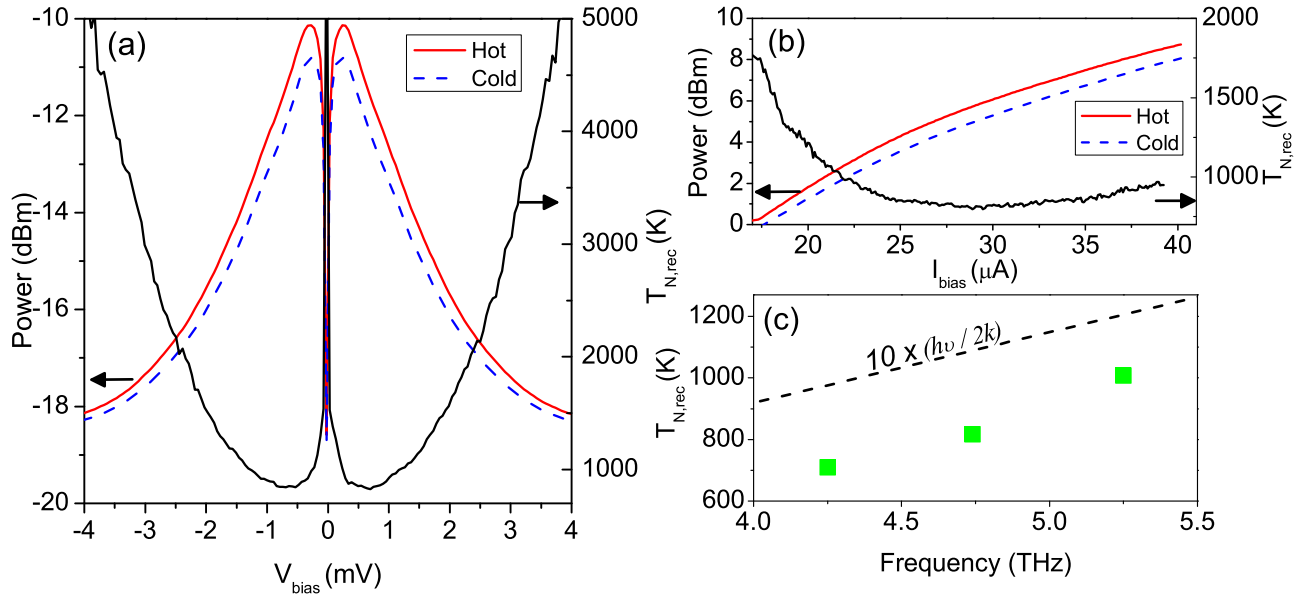 (a)
Hot
Cold
Power (dBm)
-10
-12
-14
-16
-18
-20
-4 -3 -2 -1 0 1 2 3 4
V_bias (mV)
5000
4000
3000
2000
1000
T_N,rec (K)
(b)
Hot
Cold
Power (dBm)
10
8
6
4
2
0
20 25 30 35 40
I_bias (μA)
2000
1500
1000
T_N,rec (K)
(c)
10 x (hυ / 2k)
T_N,rec (K)
1200
1000
800
600
4.0 4.5 5.0 5.5
Frequency (THz)